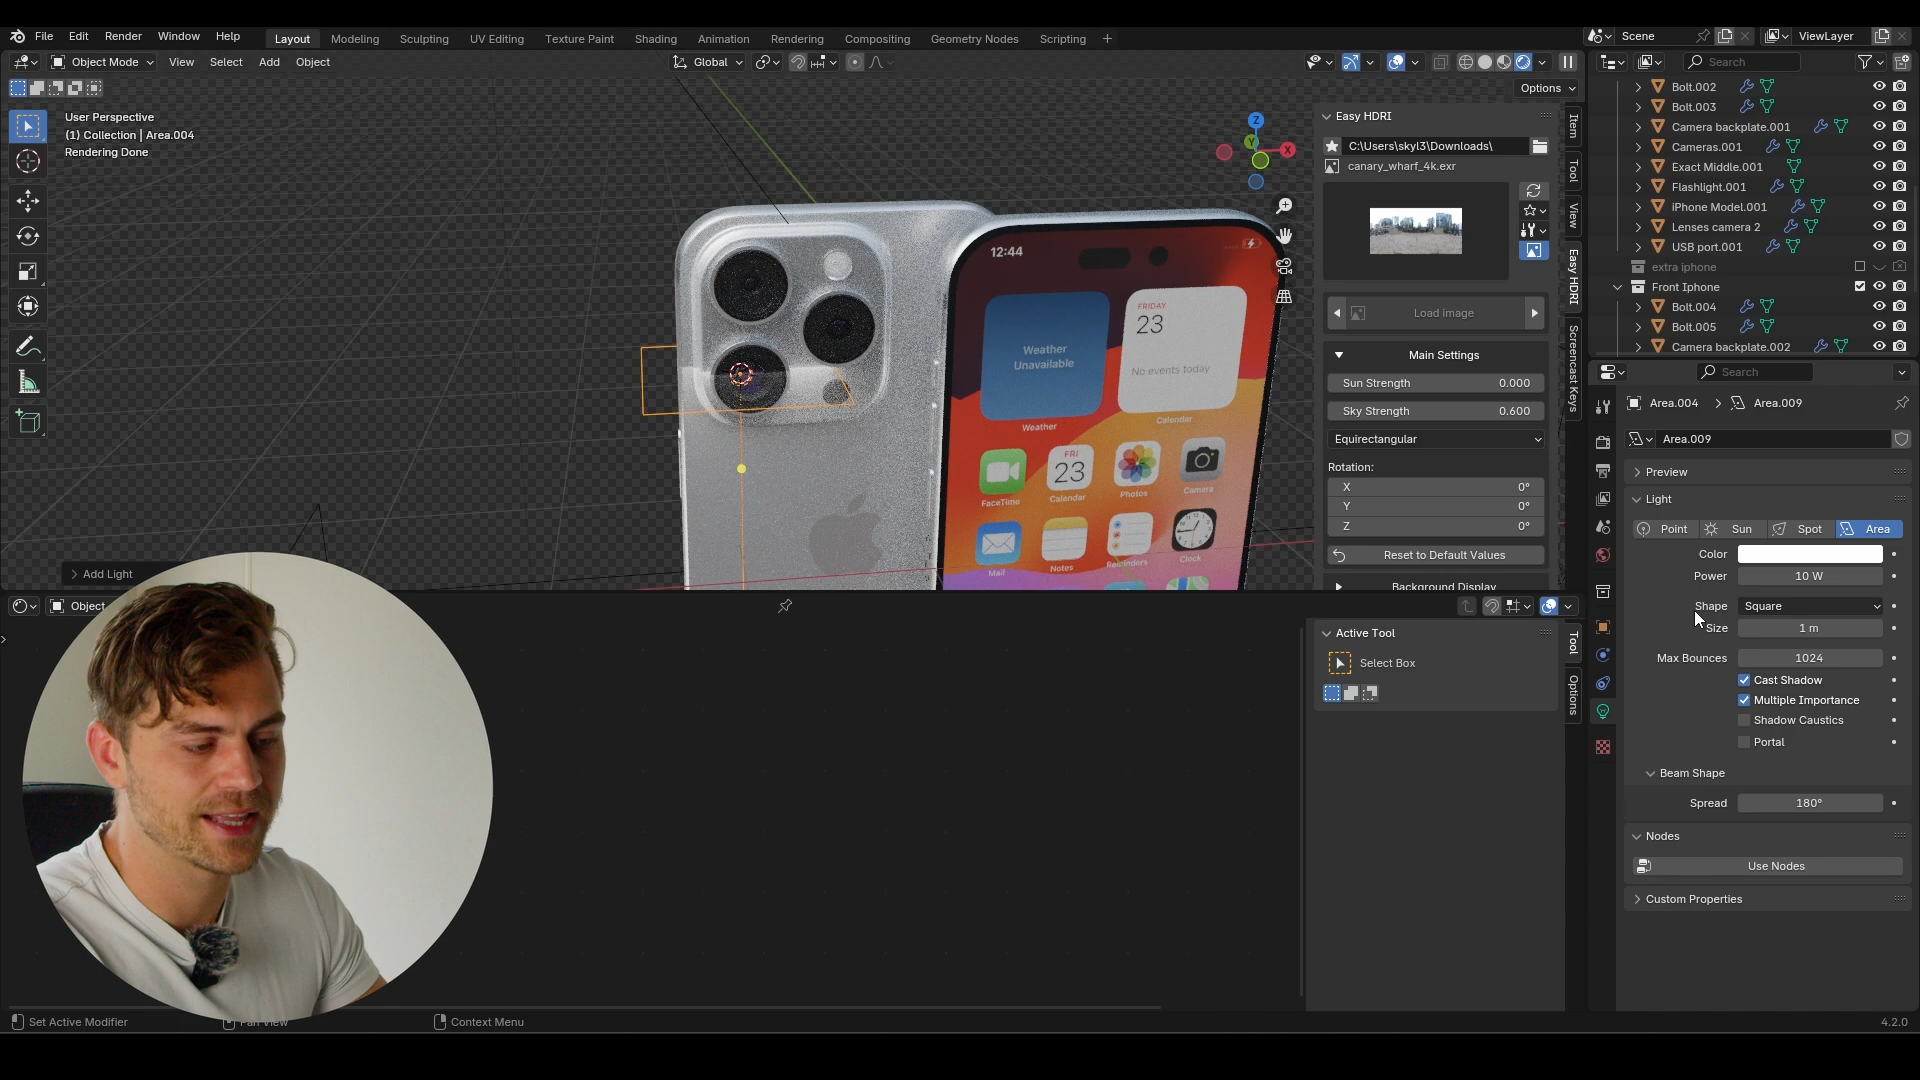 File Edit Render Window Help
Layout Modeling Sculpting UV Editing Texture Paint Shading Animation Rendering Compositing Geometry Nodes Scripting +
Scene
ViewLayer
Object Mode View Select Add Object
Global
Search
Options
User Perspective
(1) Collection | Area.004
Rendering Done
Z
Y
X
12:44
Weather Unavailable
Weather
FRIDAY
23
No events today
Calendar
FaceTime
FRI
23
Calendar
Photos
Camera
Mail
Notes
Reminders
Clock
Add Light
Easy HDRI
C:\Users\skyl3\Downloads\
canary_wharf_4k.exr
Load image
Main Settings
Sun Strength 0.000
Sky Strength 0.600
Equirectangular
Rotation:
X 0°
Y 0°
Z 0°
Reset to Default Values
Background Display
Item
Tool
View
Easy HDRI
Screencast Keys
Bolt.002
Bolt.003
Camera backplate.001
Cameras.001
Exact Middle.001
Flashlight.001
iPhone Model.001
Lenses camera 2
USB port.001
extra iphone
Front Iphone
Bolt.004
Bolt.005
Camera backplate.002
Search
Area.004 > Area.009
Area.009
Preview
Light
Point Sun Spot Area
Color
Power 10 W
Shape Square
Size 1 m
Max Bounces 1024
Cast Shadow
Multiple Importance
Shadow Caustics
Portal
Beam Shape
Spread 180°
Nodes
Use Nodes
Custom Properties
Object
Active Tool
Select Box
Tool
Options
Set Active Modifier
Pan View
Context Menu
4.2.0